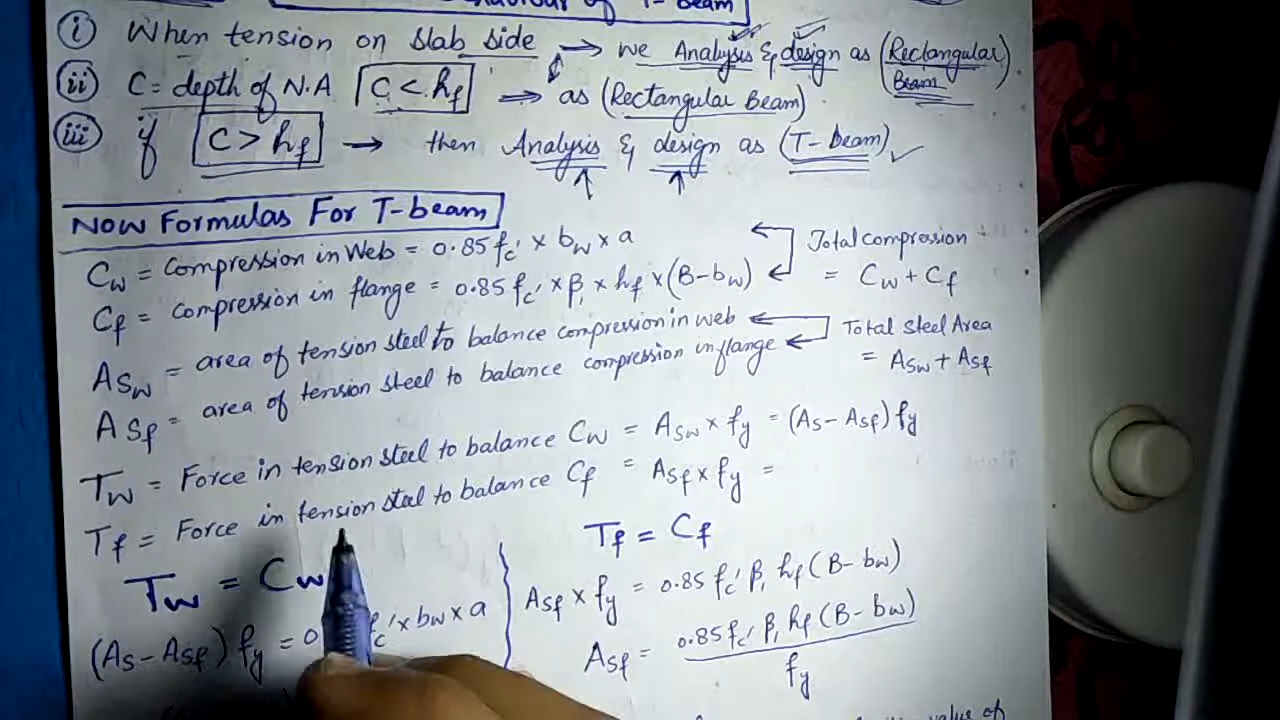 Behaviour of T-beam
(i) When tension on slab side → we Analysis & design as (Rectangular Beam)
(ii) C = depth of N.A C < hf ⇒ as (Rectangular Beam)
(iii) if C > hf → then Analysis & design as (T-beam)
Now Formulas For T-beam
Cw = Compression in Web = 0.85 fc' × bw × a
Cf = compression in flange = 0.85 fc' × β₁ × hf × (B-bw)
Total compression = Cw + Cf
Asw = area of tension steel to balance compression in web
Asf = area of tension steel to balance compression in flange
Total Steel Area = Asw + Asf
Tw = Force in tension steel to balance Cw = Asw × fy = (As - Asf) fy
Tf = Force in tension steel to balance Cf = Asf × fy =
Tw = Cw
(As - Asf) fy = 0 fc' × bw × a
Tf = Cf
Asf × fy = 0.85 fc' β₁ hf (B - bw)
Asf = 0.85 fc' β₁ hf (B - bw) / fy
value of